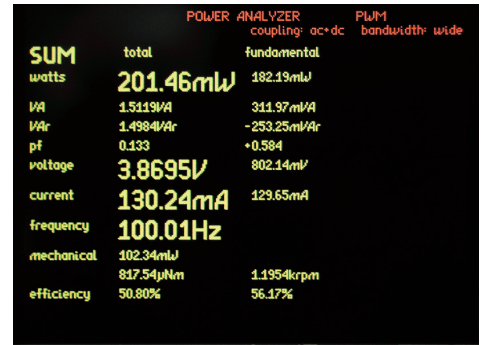 POWER ANALYZER PWM
coupling: ac+dc bandwidth: wide
SUM total fundamental
watts 201.46mW 182.19mW
VA 1.5119VA 311.97mVA
VAr 1.4984VAr -253.25mVAr
pf 0.133 +0.584
voltage 3.8695V 802.14mV
current 130.24mA 129.65mA
frequency 100.01Hz
mechanical 102.34mW
817.54µNm 1.1954krpm
efficiency 50.80% 56.17%